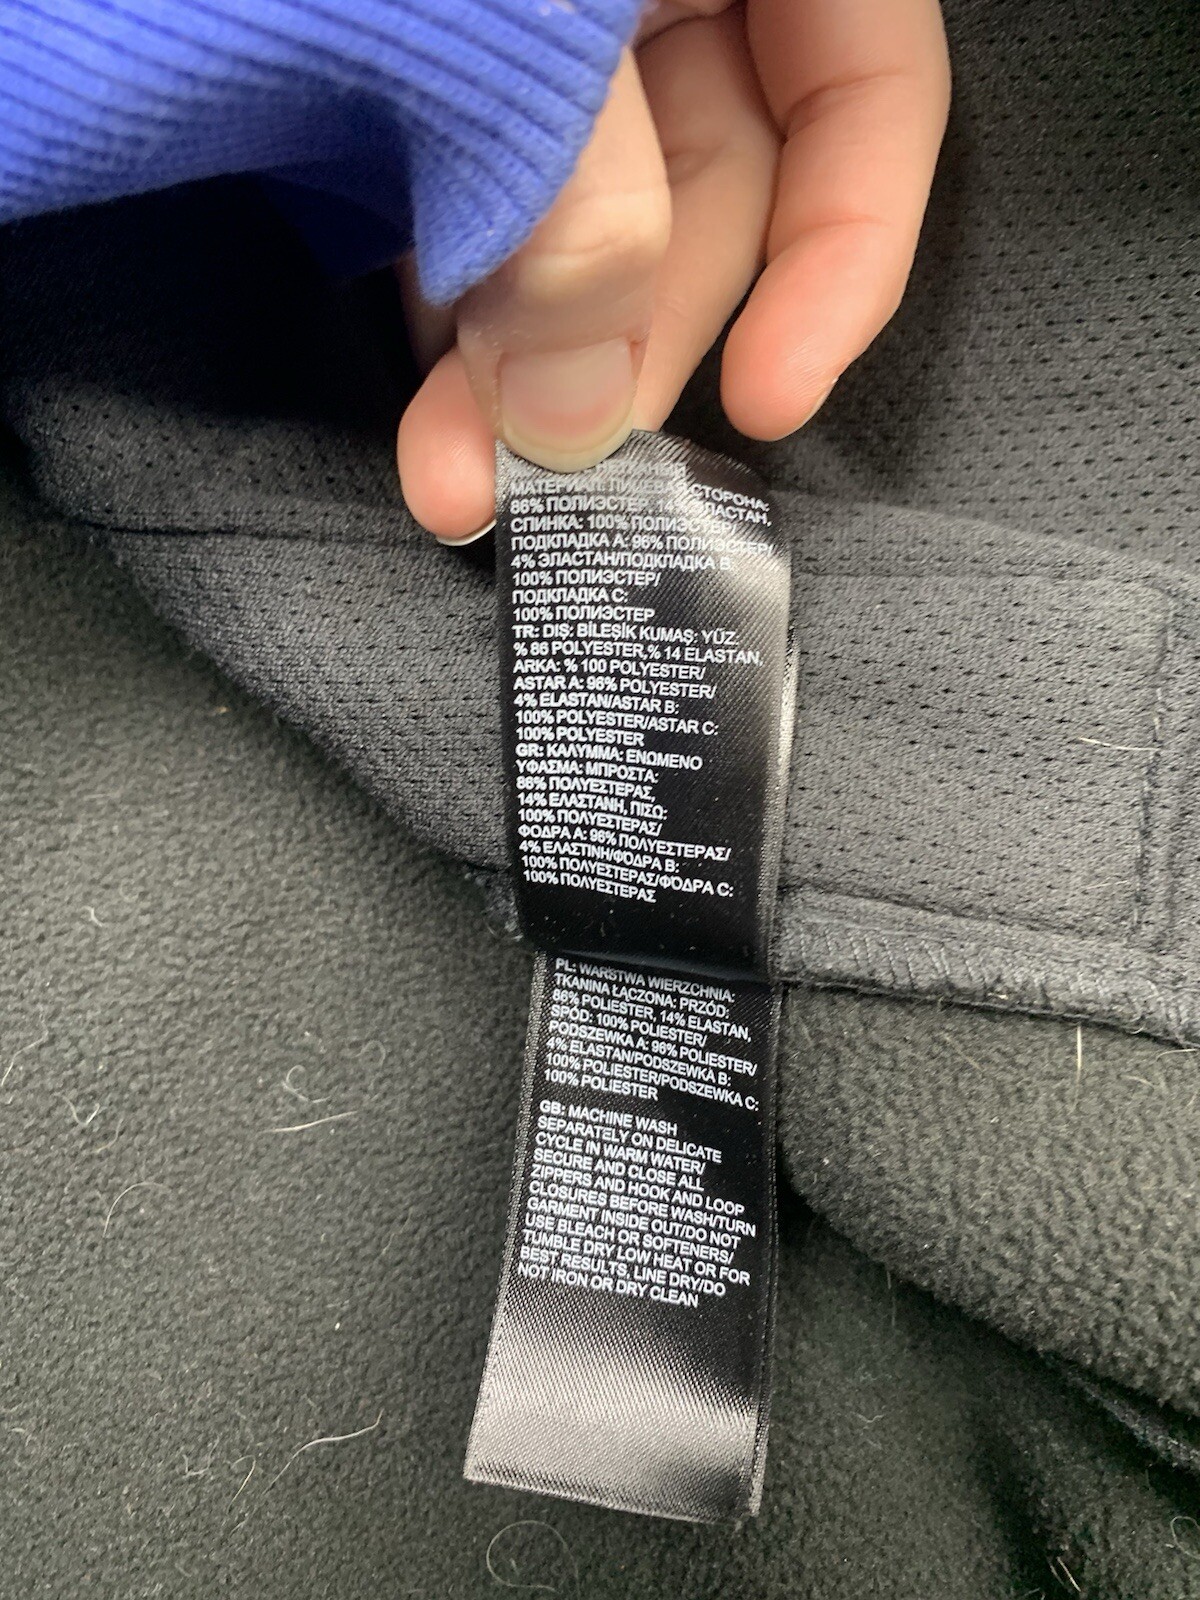 МАТЕРИАЛ: ЛИЦЕВАЯ СТОРОНА:
86% ПОЛИЭСТЕР, 14% ЭЛАСТАН,
СПИНКА: 100% ПОЛИЭСТЕР/
ПОДКЛАДКА A: 96% ПОЛИЭСТЕР/
4% ЭЛАСТАН/ПОДКЛАДКА B:
100% ПОЛИЭСТЕР/
ПОДКЛАДКА C:
100% ПОЛИЭСТЕР
TR: DIŞ: BİLEŞİK KUMAŞ: YÜZ:
% 86 POLYESTER,% 14 ELASTAN,
ARKA: % 100 POLYESTER/
ASTAR A: 96% POLYESTER/
4% ELASTAN/ASTAR B:
100% POLYESTER/ASTAR C:
100% POLYESTER
GR: ΚΑΛΥΜΜΑ: ΕΝΩΜΕΝΟ
ΥΦΑΣΜΑ: ΜΠΡΟΣΤΑ:
86% ΠΟΛΥΕΣΤΕΡΑΣ,
14% ΕΛΑΣΤΑΝΗ, ΠΙΣΩ:
100% ΠΟΛΥΕΣΤΕΡΑΣ/
ΦΟΔΡΑ A: 96% ΠΟΛΥΕΣΤΕΡΑΣ/
4% ΕΛΑΣΤΙΝΗ/ΦΌΔΡΑ B:
100% ΠΟΛΥΕΣΤΕΡΑΣ/ΦΌΔΡΑ C:
100% ΠΟΛΥΕΣΤΕΡΑΣ
PL: WARSTWA WIERZCHNIA:
TKANINA ŁĄCZONA: PRZÓD:
86% POLIESTER, 14% ELASTAN,
SPÓD: 100% POLIESTER/
PODSZEWKA A: 96% POLIESTER/
4% ELASTAN/PODSZEWKA B:
100% POLIESTER/PODSZEWKA C:
100% POLIESTER
GB: MACHINE WASH
SEPARATELY ON DELICATE
CYCLE IN WARM WATER/
SECURE AND CLOSE ALL
ZIPPERS AND HOOK AND LOOP
CLOSURES BEFORE WASH/TURN
GARMENT INSIDE OUT/DO NOT
USE BLEACH OR SOFTENERS/
TUMBLE DRY LOW HEAT OR FOR
BEST RESULTS, LINE DRY/DO
NOT IRON OR DRY CLEAN